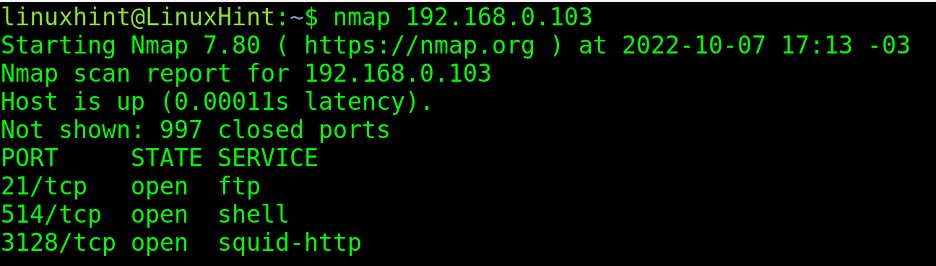 linuxhint@LinuxHint:~$ nmap 192.168.0.103
Starting Nmap 7.80 ( https://nmap.org ) at 2022-10-07 17:13 -03
Nmap scan report for 192.168.0.103
Host is up (0.00011s latency).
Not shown: 997 closed ports
PORT     STATE SERVICE
21/tcp   open  ftp
514/tcp  open  shell
3128/tcp open  squid-http